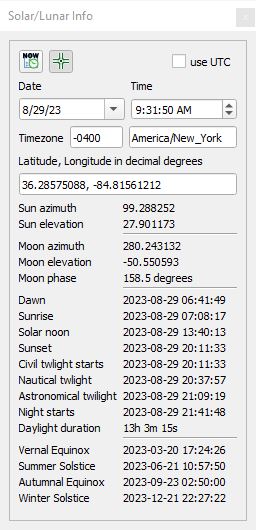 Solar/Lunar Info
NOW
use UTC
Date Time
8/29/23 9:31:50 AM
Timezone -0400 America/New_York
Latitude, Longitude in decimal degrees
36.28575088, -84.81561212
Sun azimuth 99.288252
Sun elevation 27.901173
Moon azimuth 280.243132
Moon elevation -50.550593
Moon phase 158.5 degrees
Dawn 2023-08-29 06:41:49
Sunrise 2023-08-29 07:08:17
Solar noon 2023-08-29 13:40:13
Sunset 2023-08-29 20:11:33
Civil twlight starts 2023-08-29 20:11:33
Nautical twlight 2023-08-29 20:37:57
Astronomical twlight 2023-08-29 21:09:19
Night starts 2023-08-29 21:41:48
Daylight duration 13h 3m 15s
Vernal Equinox 2023-03-20 17:24:26
Summer Solstice 2023-06-21 10:57:50
Autumnal Equinox 2023-09-23 02:50:00
Winter Solstice 2023-12-21 22:27:22